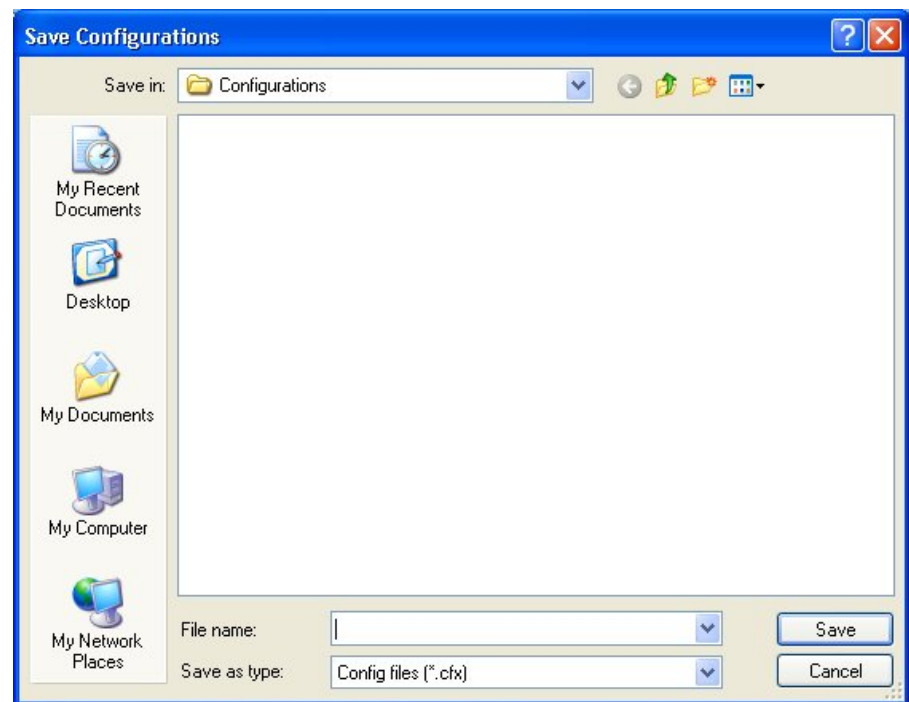 Save Configurations
Save in:
Configurations
My Recent
Documents
Desktop
My Documents
My Computer
My Network
Places
File name:
Save
Save as type:
Config files (*.cfx)
Cancel